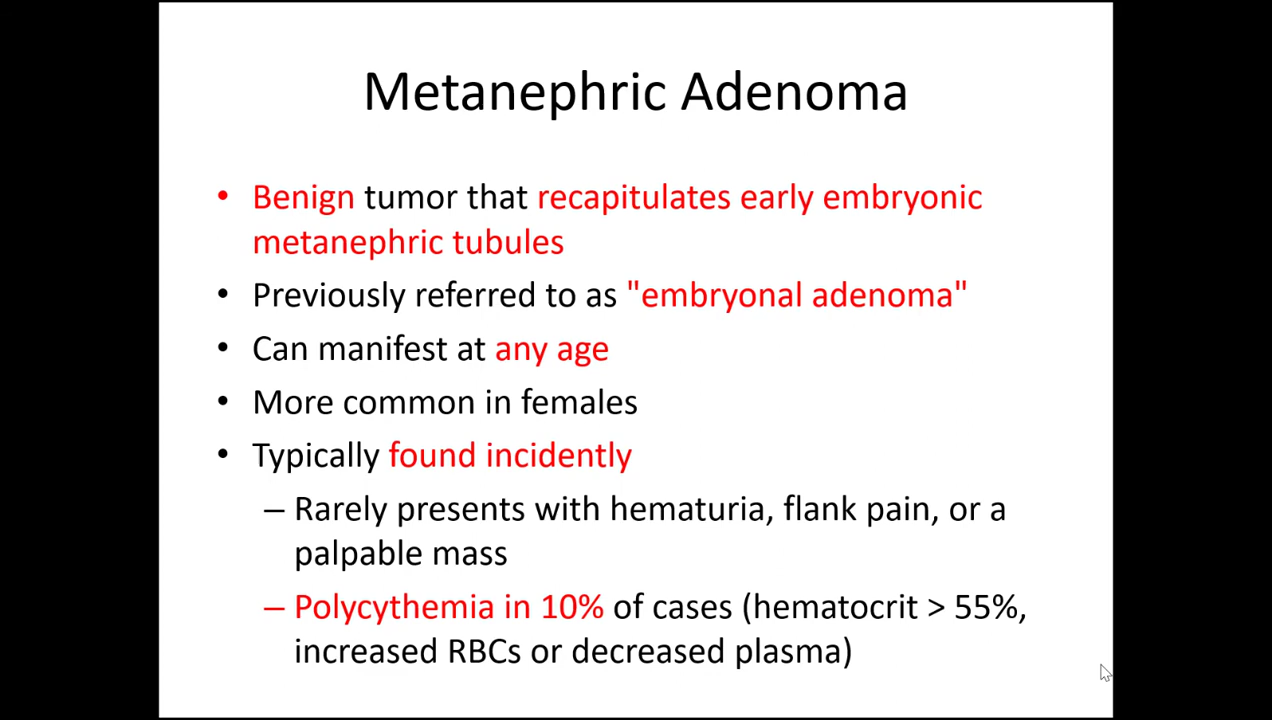 Metanephric Adenoma
• Benign tumor that recapitulates early embryonic
metanephric tubules
• Previously referred to as "embryonal adenoma"
• Can manifest at any age
• More common in females
• Typically found incidently
– Rarely presents with hematuria, flank pain, or a
palpable mass
– Polycythemia in 10% of cases (hematocrit > 55%,
increased RBCs or decreased plasma)